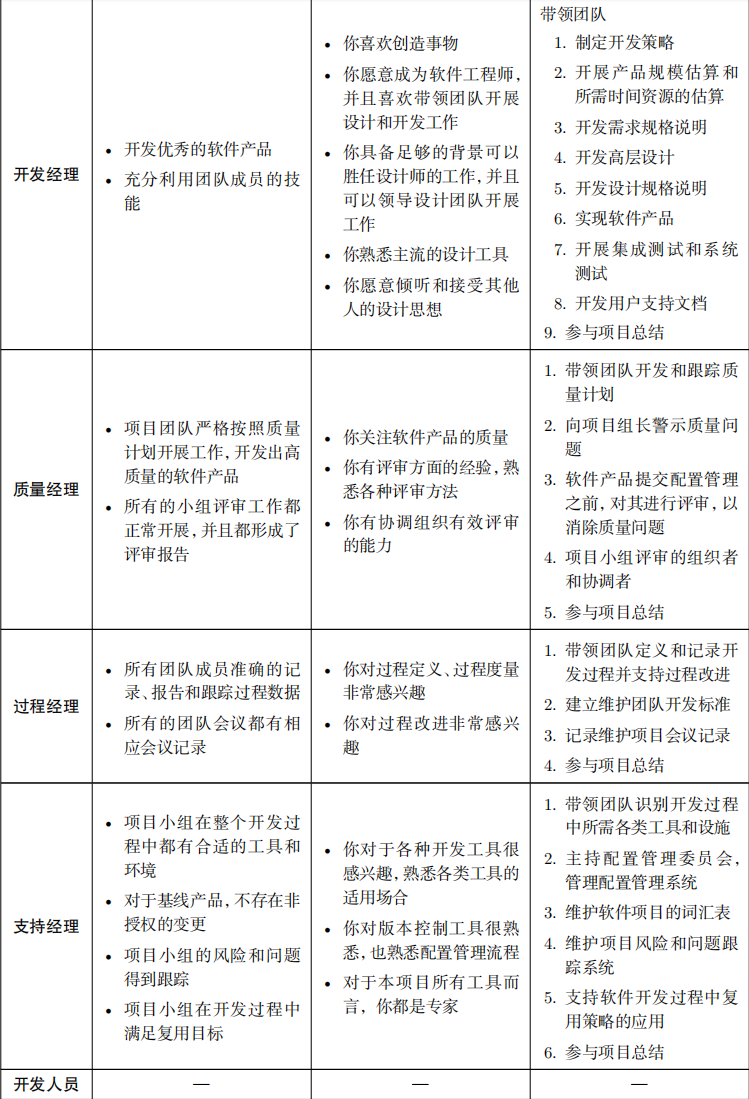 开发经理
• 开发优秀的软件产品
• 充分利用团队成员的技
能
• 你喜欢创造事物
• 你愿意成为软件工程师，
并且喜欢带领团队开展
设计和开发工作
• 你具备足够的背景可以
胜任设计师的工作，并且
可以领导设计团队开展
工作
• 你熟悉主流的设计工具
• 你愿意倾听和接受其他
人的设计思想
带领团队
1. 制定开发策略
2. 开展产品规模估算和
所需时间资源的估算
3. 开发需求规格说明
4. 开发高层设计
5. 开发设计规格说明
6. 实现软件产品
7. 开展集成测试和系统
测试
8. 开发用户支持文档
9. 参与项目总结
质量经理
• 项目团队严格按照质量
计划开展工作，开发出高
质量的软件产品
• 所有的小组评审工作都
正常开展，并且都形成了
评审报告
• 你关注软件产品的质量
• 你有评审方面的经验，熟
悉各种评审方法
• 你有协调组织有效评审
的能力
1. 带领团队开发和跟踪质
量计划
2. 向项目组长警示质量问
题
3. 软件产品提交配置管理
之前，对其进行评审，以
消除质量问题
4. 项目小组评审的组织者
和协调者
5. 参与项目总结
过程经理
• 所有团队成员准确的记
录、报告和跟踪过程数据
• 所有的团队会议都有相
应会议记录
• 你对过程定义、过程度量
非常感兴趣
• 你对过程改进非常感兴
趣
1. 带领团队定义和记录开
发过程并支持过程改进
2. 建立维护团队开发标准
3. 记录维护项目会议记录
4. 参与项目总结
支持经理
• 项目小组在整个开发过
程中都有合适的工具和
环境
• 对于基线产品，不存在非
授权的变更
• 项目小组的风险和问题
得到跟踪
• 项目小组在开发过程中
满足复用目标
• 你对于各种开发工具很
感兴趣，熟悉各类工具的
适用场合
• 你对版本控制工具很熟
悉，也熟悉配置管理流程
• 对于本项目所有工具而
言，你都是专家
1. 带领团队识别开发过程
中所需各类工具和设施
2. 主持配置管理委员会，
管理配置管理系统
3. 维护软件项目的词汇表
4. 维护项目风险和问题跟
踪系统
5. 支持软件开发过程中复
用策略的应用
6. 参与项目总结
开发人员
—
—
—